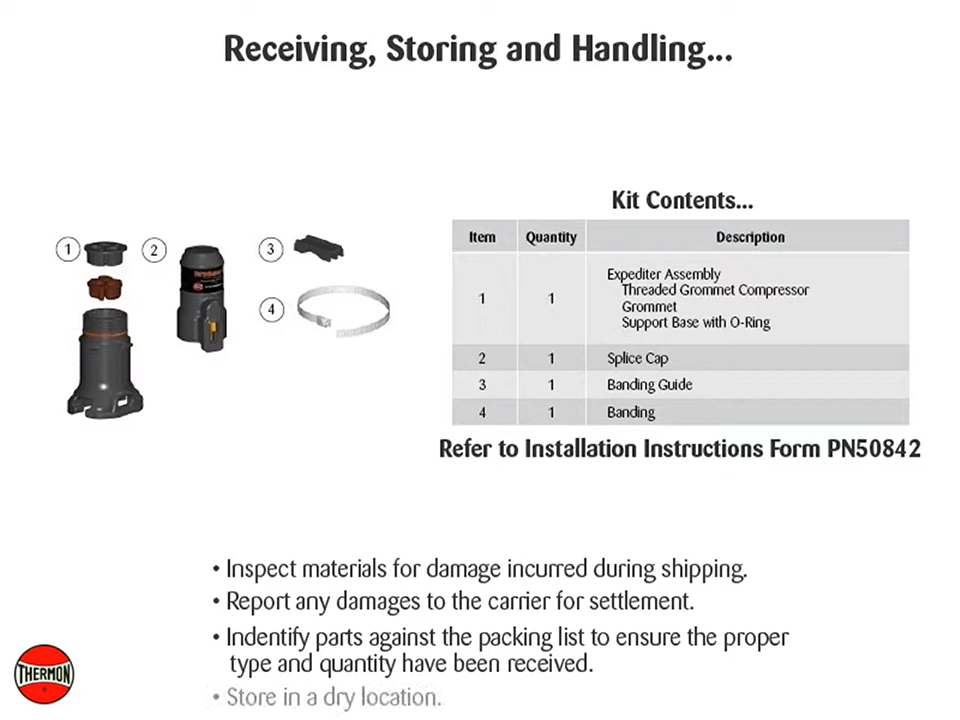 Receiving, Storing and Handling...
Kit Contents...
1
2
3
4
Item Quantity Description
1 1 Expediter Assembly
Threaded Grommet Compressor
Grommet
Support Base with O-Ring
2 1 Splice Cap
3 1 Banding Guide
4 1 Banding
Refer to Installation Instructions Form PN50842
• Inspect materials for damage incurred during shipping.
• Report any damages to the carrier for settlement.
• Indentify parts against the packing list to ensure the proper
type and quantity have been received.
• Store in a dry location.
THERMON